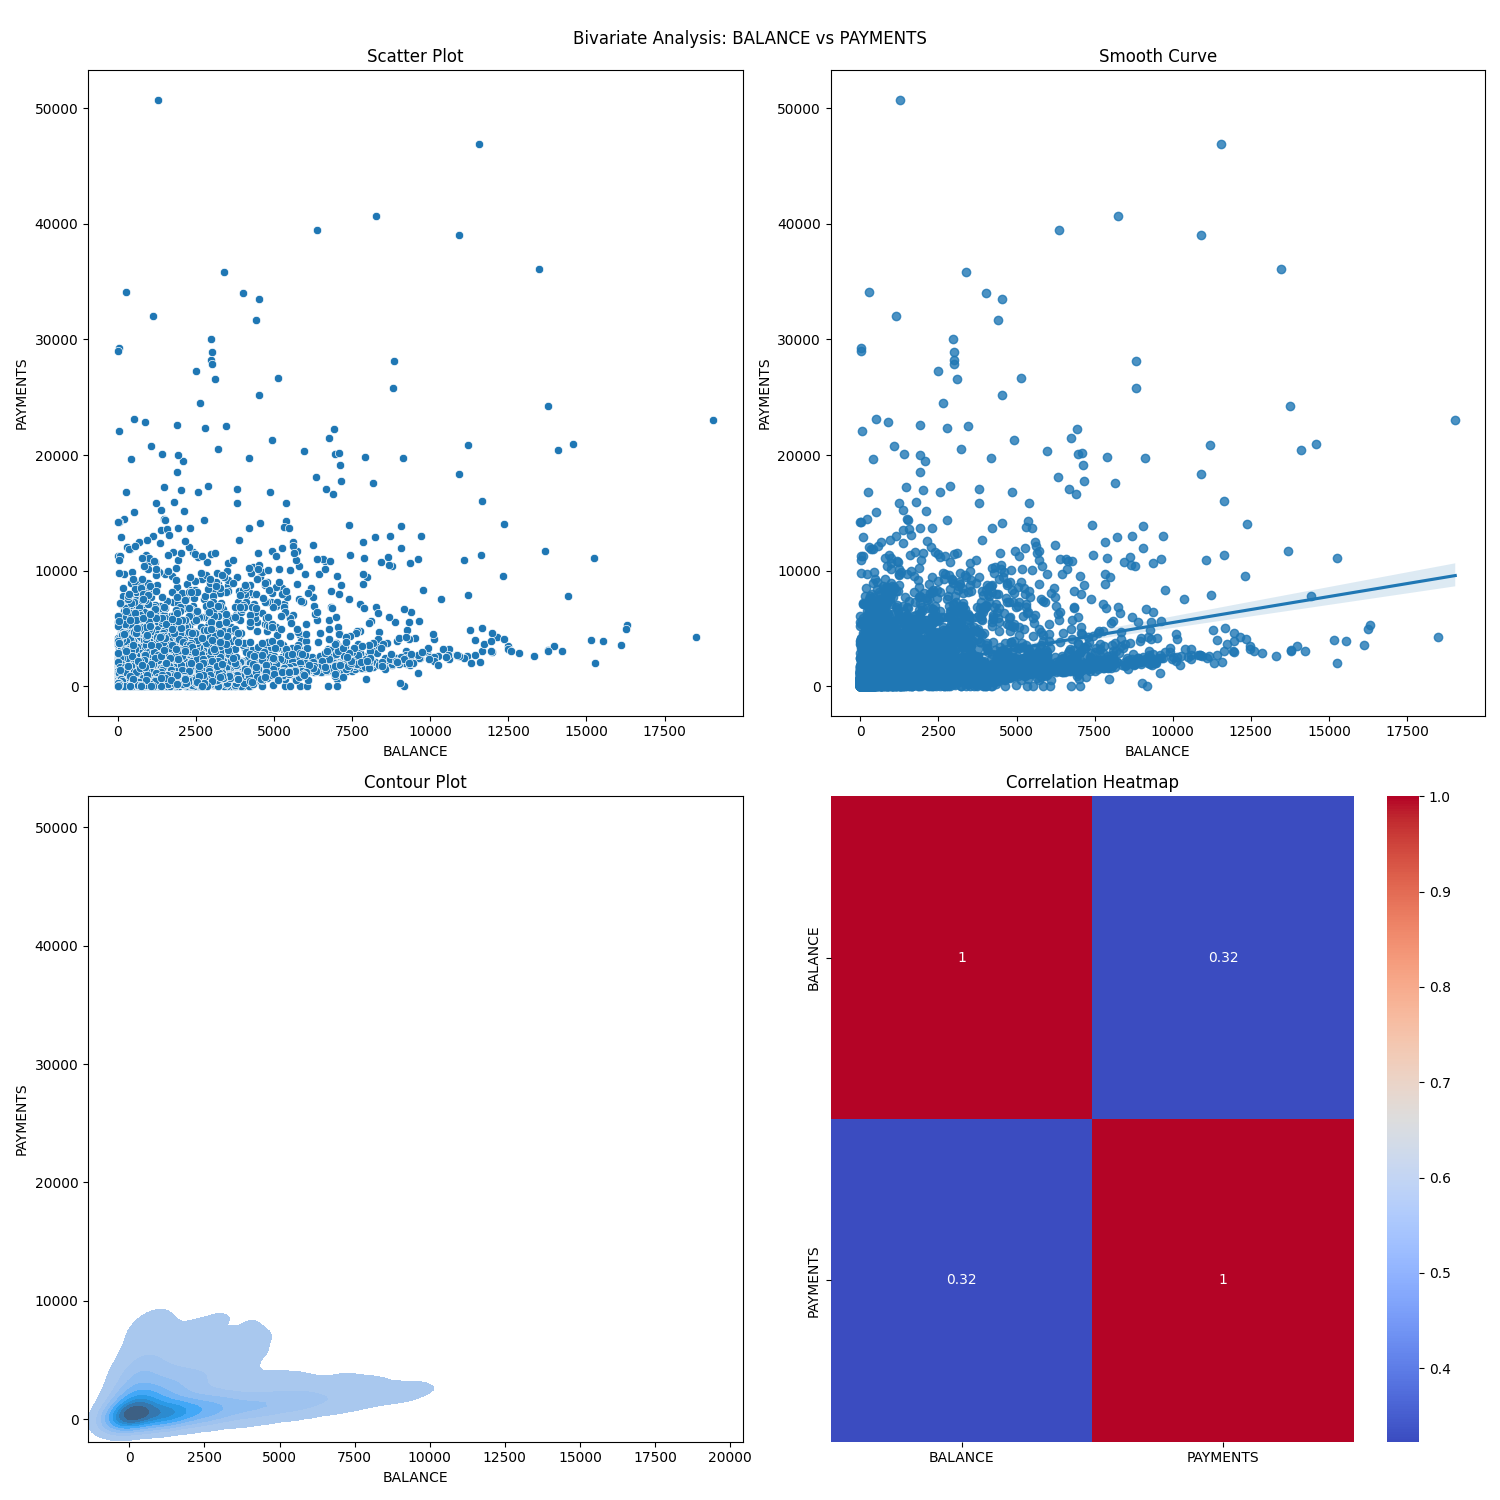 Bivariate Analysis: BALANCE vs PAYMENTS
Scatter Plot
50000
40000
30000
20000
10000
0
PAYMENTS
0 2500 5000 7500 10000 12500 15000 17500
BALANCE
Smooth Curve
50000
40000
30000
20000
10000
0
PAYMENTS
0 2500 5000 7500 10000 12500 15000 17500
BALANCE
Contour Plot
50000
40000
30000
20000
10000
0
PAYMENTS
0 2500 5000 7500 10000 12500 15000 17500 20000
BALANCE
Correlation Heatmap
BALANCE
1 0.32
PAYMENTS
0.32 1
BALANCE PAYMENTS
1.0
0.9
0.8
0.7
0.6
0.5
0.4